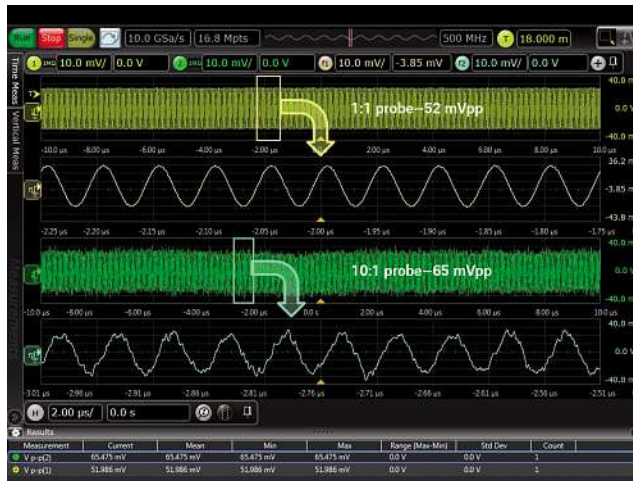 Run Stop Single 10.0 GSa/s 16.8 Mpts 500 MHz T 18.000 m
1 1MΩ 10.0 mV/ 0.0 V 2 1MΩ 10.0 mV/ 0.0 V f1 10.0 mV/ -3.85 mV f2 10.0 mV/ 0.0 V
Time Meas
Vertical Meas
40.0 m
1:1 probe–52 mVpp
-40.0 m
-10.0 µs -8.00 µs -6.00 µs -4.00 µs -2.00 µs 2.00 µs 4.00 µs 6.00 µs 8.00 µs 10.0 µs
36.2 m
-3.85 m
-43.8 m
-2.25 µs -2.20 µs -2.15 µs -2.10 µs -2.05 µs -2.00 µs -1.95 µs -1.90 µs -1.85 µs -1.80 µs -1.75 µs
40.0 m
10:1 probe–65 mVpp
0.0 V
-40.0 m
-10.0 µs -8.00 µs -6.00 µs -4.00 µs -2.00 µs 0.0 s 2.00 µs 4.00 µs 6.00 µs 8.00 µs 10.0 µs
40.0 m
0.0 V
-40.0 m
-3.01 µs -2.96 µs -2.91 µs -2.86 µs -2.81 µs -2.76 µs -2.71 µs -2.66 µs -2.61 µs -2.56 µs -2.51 µs
H 2.00 µs/ 0.0 s
Results
Measurement Current Mean Min Max Range (Max-Min) Std Dev Count
V p-p(2) 65.475 mV 65.475 mV 65.475 mV 65.475 mV 0.0 V 0.0 V 1
V p-p(1) 51.986 mV 51.986 mV 51.986 mV 51.986 mV 0.0 V 0.0 V 1